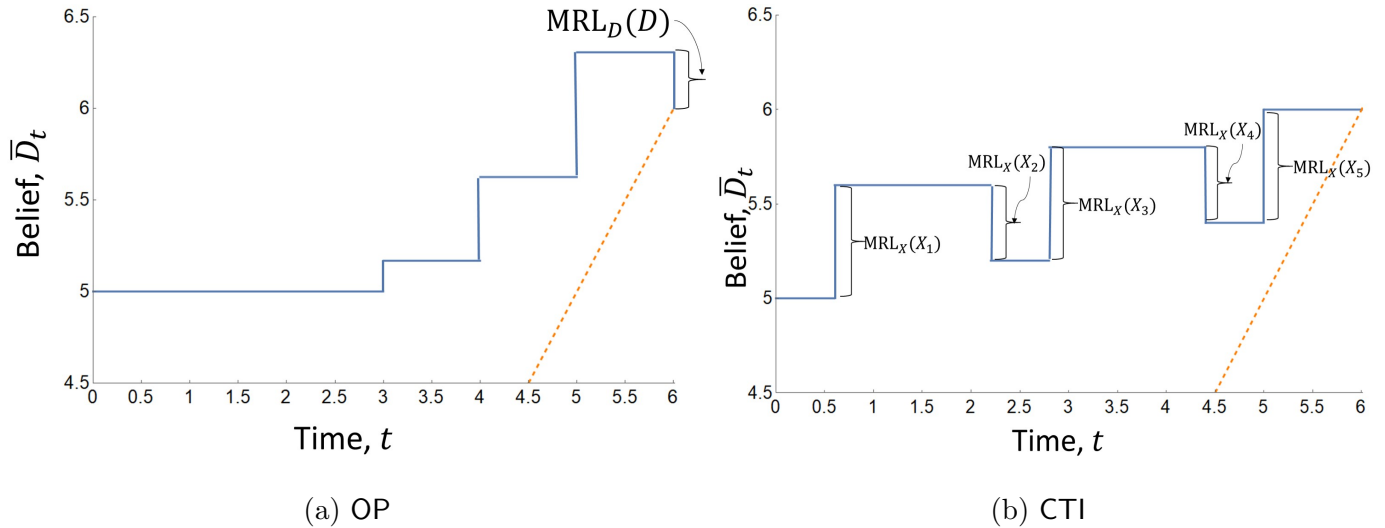 6.5
6
5.5
5
4.5
Belief, D̅t
MRL_D(D)
0 0.5 1 1.5 2 2.5 3 3.5 4 4.5 5 5.5 6
Time, t
(a) OP
6.5
6
5.5
5
4.5
Belief, D̅t
MRL_X(X_1)
MRL_X(X_2)
MRL_X(X_3)
MRL_X(X_4)
MRL_X(X_5)
0 0.5 1 1.5 2 2.5 3 3.5 4 4.5 5 5.5 6
Time, t
(b) CTI